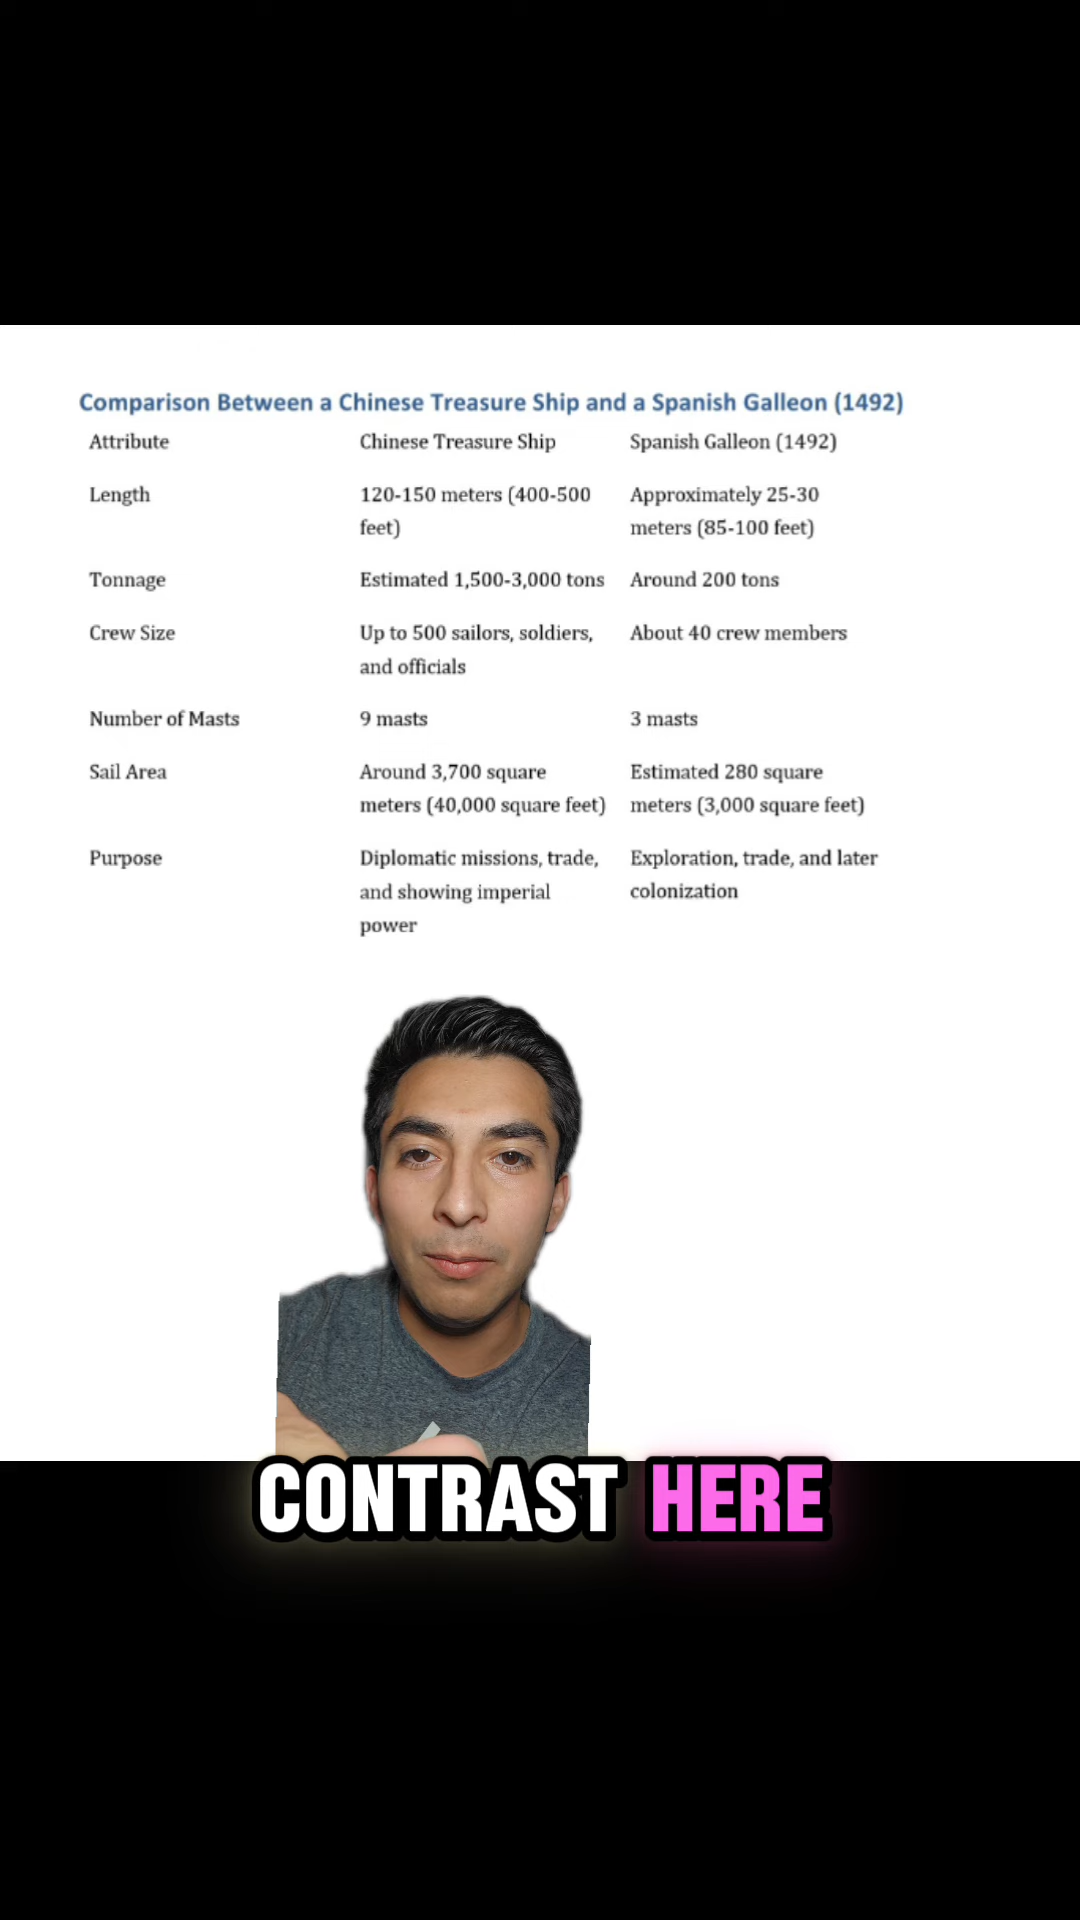 Comparison Between a Chinese Treasure Ship and a Spanish Galleon (1492)
Attribute Chinese Treasure Ship Spanish Galleon (1492)
Length 120-150 meters (400-500 Approximately 25-30
feet) meters (85-100 feet)
Tonnage Estimated 1,500-3,000 tons Around 200 tons
Crew Size Up to 500 sailors, soldiers, About 40 crew members
and officials
Number of Masts 9 masts 3 masts
Sail Area Around 3,700 square Estimated 280 square
meters (40,000 square feet) meters (3,000 square feet)
Purpose Diplomatic missions, trade, Exploration, trade, and later
and showing imperial colonization
power
CONTRAST HERE